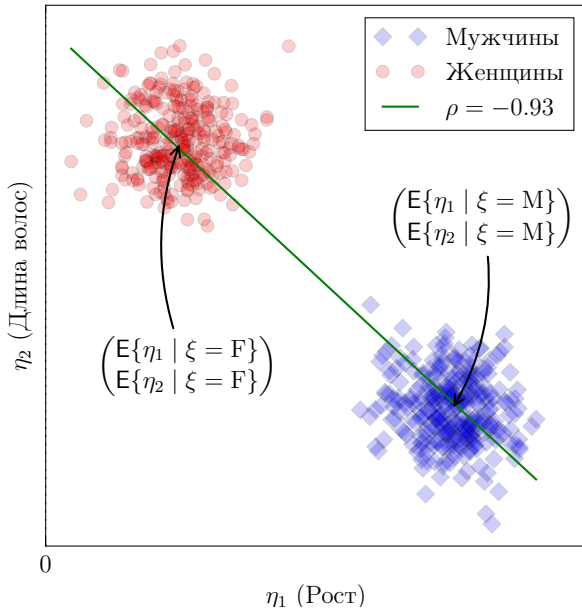 Мужчины
Женщины
ρ = −0.93
E{η₁ | ξ = M}
E{η₂ | ξ = M}
E{η₁ | ξ = F}
E{η₂ | ξ = F}
η₂ (Длина волос)
0
η₁ (Рост)